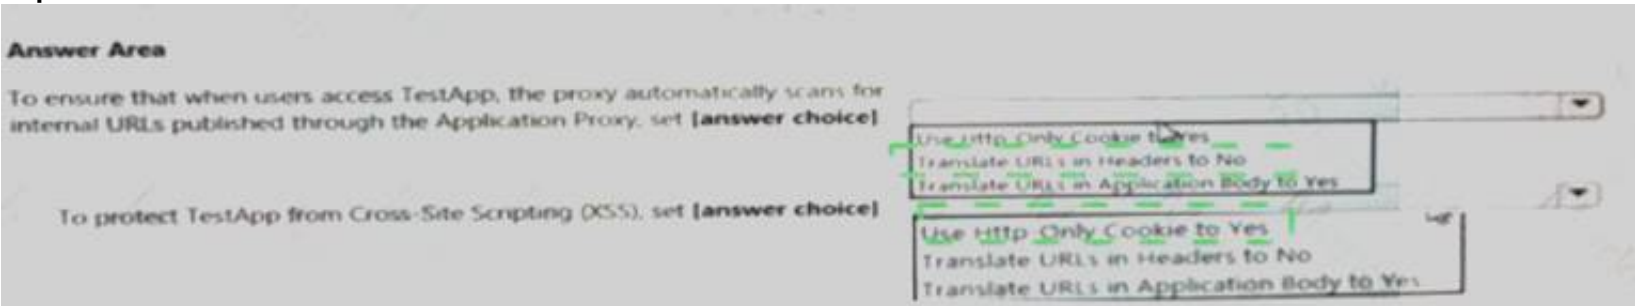 Answer Area
To ensure that when users access TestApp, the proxy automatically scans for
internal URLs published through the Application Proxy, set [answer choice]
Use Http Only Cookie to Yes
Translate URLs in Headers to No
Translate URLs in Application Body to Yes
To protect TestApp from Cross-Site Scripting (XSS), set [answer choice]
Use Http Only Cookie to Yes
Translate URLs in Headers to No
Translate URLs in Application Body to Yes